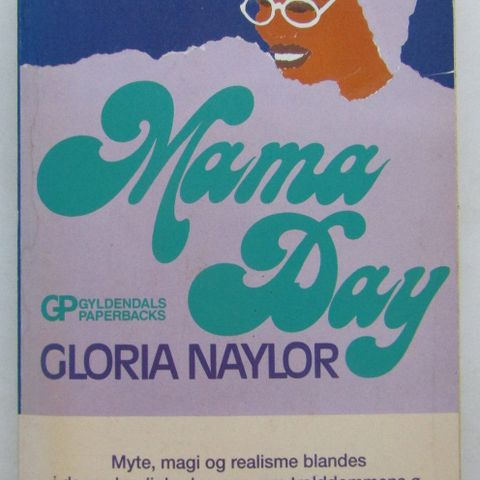 Mama
Day
GP GYLDENDALS
PAPERBACKS
GLORIA NAYLOR
Myte, magi og realisme blandes